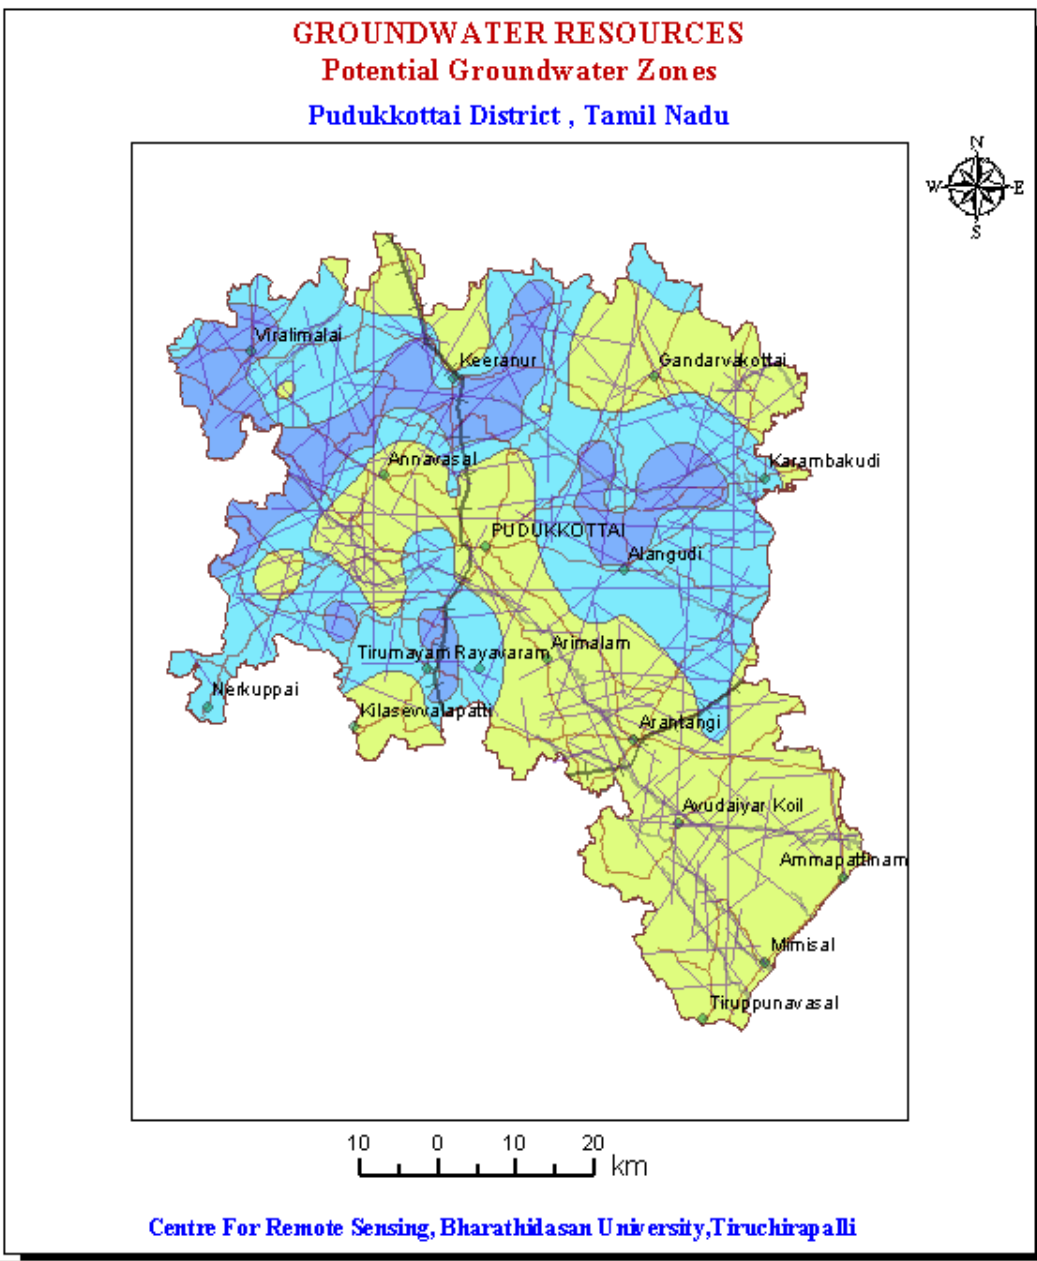 GROUNDWATER RESOURCES
Potential Groundwater Zones
Pudukkottai District , Tamil Nadu
N
W E
S
Viralimalai
Keeranur
Gandarvakottai
Annavasal
Karambakudi
PUDUKKOTTAI
Alangudi
Arimalam
Tirumayam Rayavaram
Nerkuppai
Kilasevvalapatti
Arantangi
Avudaiyar Koil
Ammapattinam
Mimisal
Tiruppunavasal
10 0 10 20
km
Centre For Remote Sensing, Bharathidasan University,Tiruchirapalli